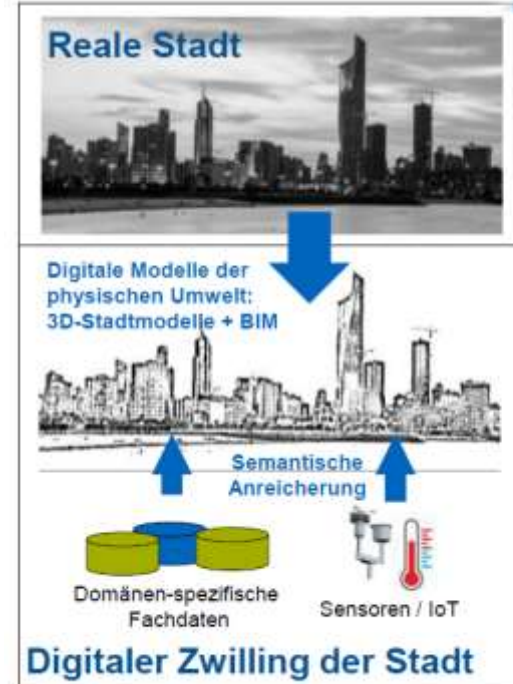 Reale Stadt
Digitale Modelle der
physischen Umwelt:
3D-Stadtmodelle + BIM
Semantische
Anreicherung
Domänen-spezifische
Fachdaten
Sensoren / IoT
Digitaler Zwilling der Stadt